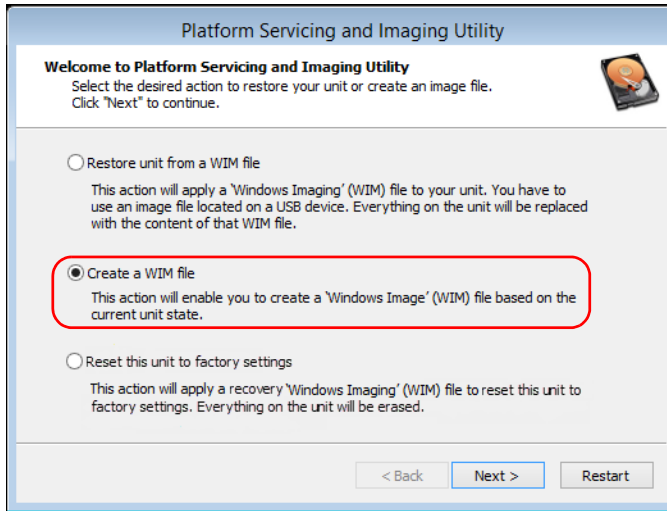 Platform Servicing and Imaging Utility
Welcome to Platform Servicing and Imaging Utility
Select the desired action to restore your unit or create an image file.
Click "Next" to continue.
Restore unit from a WIM file
This action will apply a 'Windows Imaging' (WIM) file to your unit. You have to
use an image file located on a USB device. Everything on the unit will be replaced
with the content of that WIM file.
Create a WIM file
This action will enable you to create a 'Windows Image' (WIM) file based on the
current unit state.
Reset this unit to factory settings
This action will apply a recovery 'Windows Imaging' (WIM) file to reset this unit to
factory settings. Everything on the unit will be erased.
< Back Next > Restart